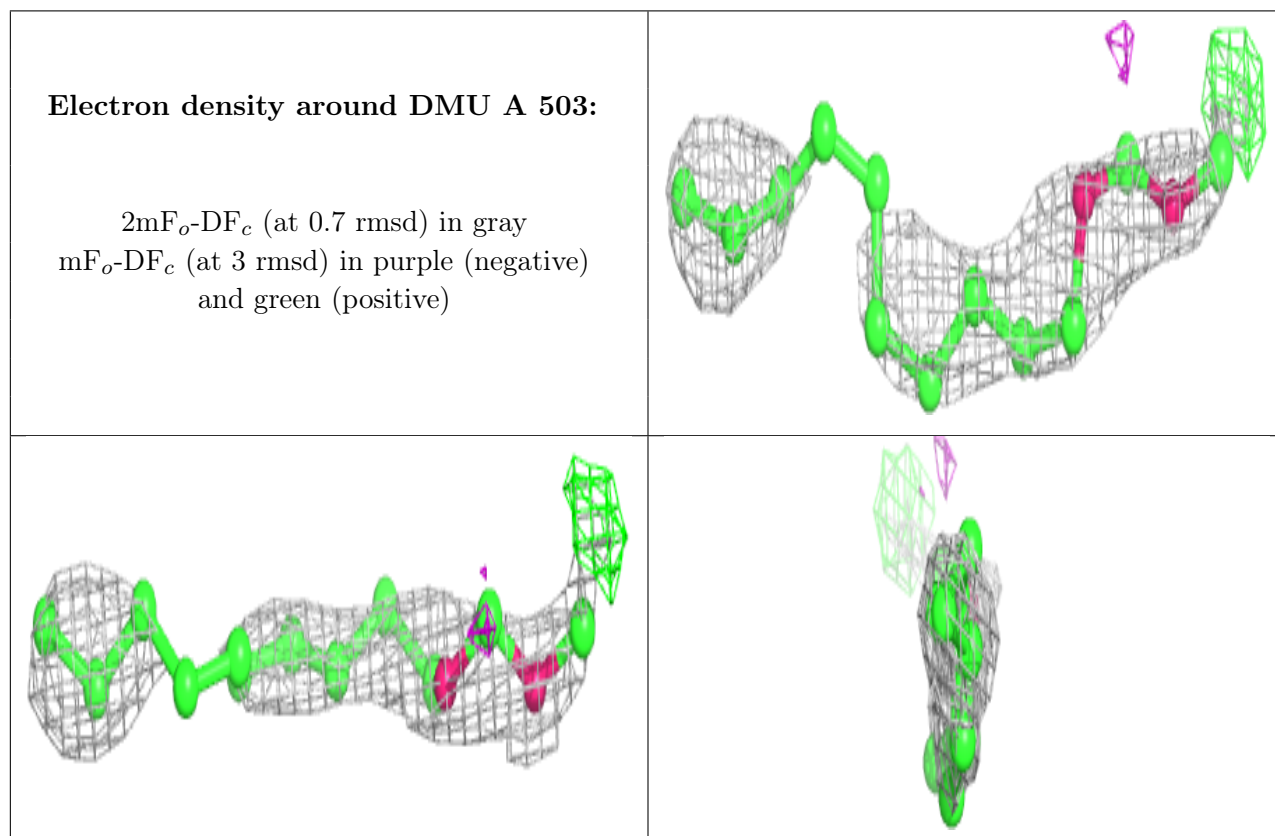 Electron density around DMU A 503:
2mFₒ-DF𝑐 (at 0.7 rmsd) in gray
mFₒ-DF𝑐 (at 3 rmsd) in purple (negative)
and green (positive)